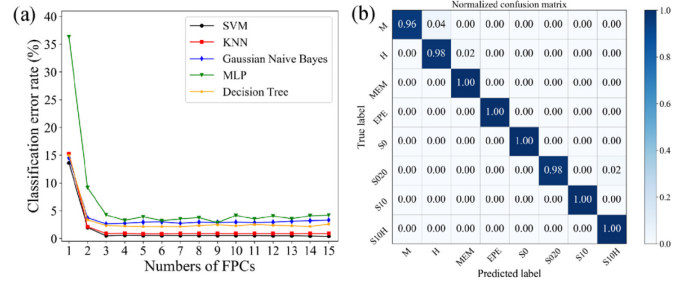 (a)
Classification error rate (%)
40
35
30
25
20
15
10
5
0
SVM
KNN
Gaussian Naive Bayes
MLP
Decision Tree
1 2 3 4 5 6 7 8 9 10 11 12 13 14 15
Numbers of FPCs
(b)
Normalized confusion matrix
True label
M 0.96 0.04 0.00 0.00 0.00 0.00 0.00 0.00
H 0.00 0.98 0.02 0.00 0.00 0.00 0.00 0.00
MEM 0.00 0.00 1.00 0.00 0.00 0.00 0.00 0.00
EPE 0.00 0.00 0.00 1.00 0.00 0.00 0.00 0.00
S0 0.00 0.00 0.00 0.00 1.00 0.00 0.00 0.00
S020 0.00 0.00 0.00 0.00 0.00 0.98 0.00 0.02
S10 0.00 0.00 0.00 0.00 0.00 0.00 1.00 0.00
S10H 0.00 0.00 0.00 0.00 0.00 0.00 0.00 1.00
M H MEM EPE S0 S020 S10 S10H
Predicted label
1.0
0.8
0.6
0.4
0.2
0.0